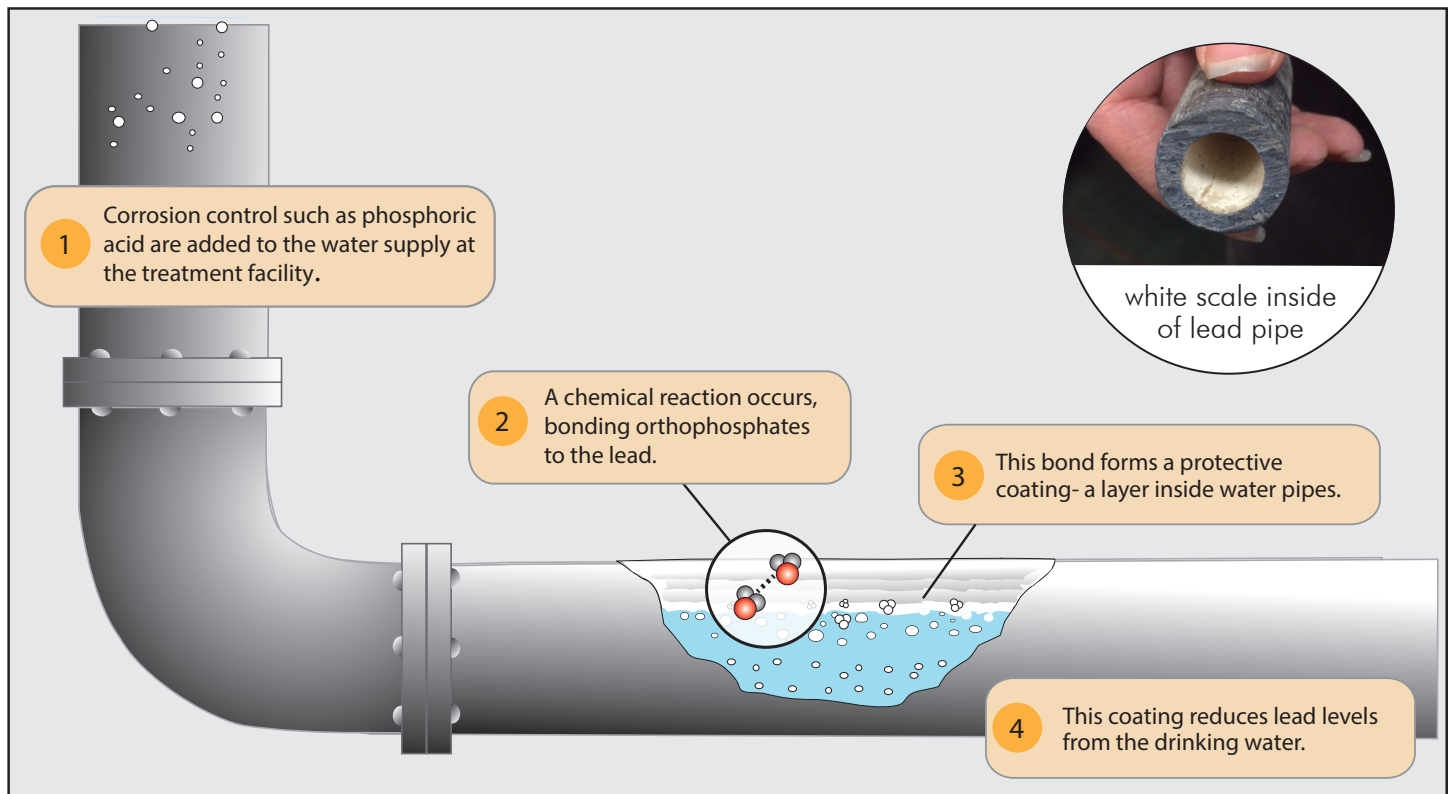 1
Corrosion control such as phosphoric
acid are added to the water supply at
the treatment facility.
white scale inside
of lead pipe
2
A chemical reaction occurs,
bonding orthophosphates
to the lead.
3
This bond forms a protective
coating- a layer inside water pipes.
4
This coating reduces lead levels
from the drinking water.